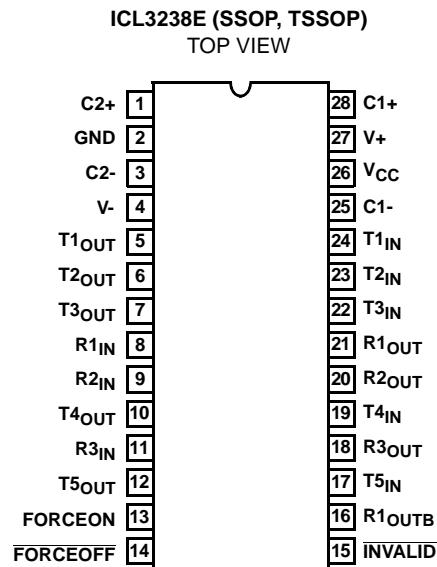 ICL3238E (SSOP, TSSOP)
TOP VIEW
C2+ 1 28 C1+
GND 2 27 V+
C2- 3 26 VCC
V- 4 25 C1-
T1OUT 5 24 T1IN
T2OUT 6 23 T2IN
T3OUT 7 22 T3IN
R1IN 8 21 R1OUT
R2IN 9 20 R2OUT
T4OUT 10 19 T4IN
R3IN 11 18 R3OUT
T5OUT 12 17 T5IN
FORCEON 13 16 R1OUTB
FORCEOFF 14 15 INVALID